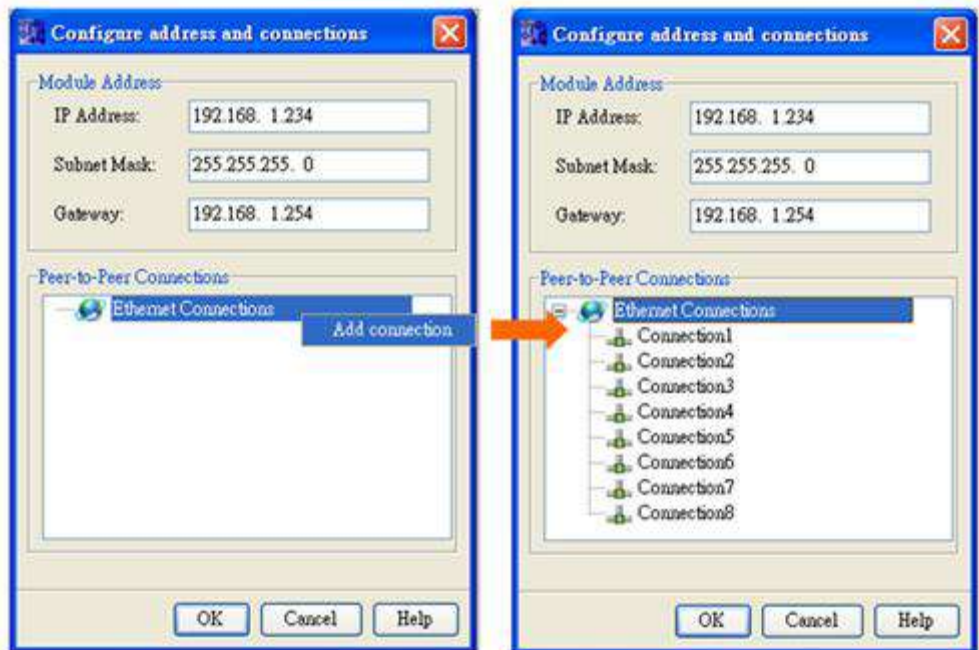 Configure address and connections
Module Address
IP Address: 192.168. 1.234
Subnet Mask: 255.255.255. 0
Gateway: 192.168. 1.254
Peer-to-Peer Connections
Ethernet Connections
Add connection
OK Cancel Help
Configure address and connections
Module Address
IP Address: 192.168. 1.234
Subnet Mask: 255.255.255. 0
Gateway: 192.168. 1.254
Peer-to-Peer Connections
Ethernet Connections
Connection1
Connection2
Connection3
Connection4
Connection5
Connection6
Connection7
Connection8
OK Cancel Help